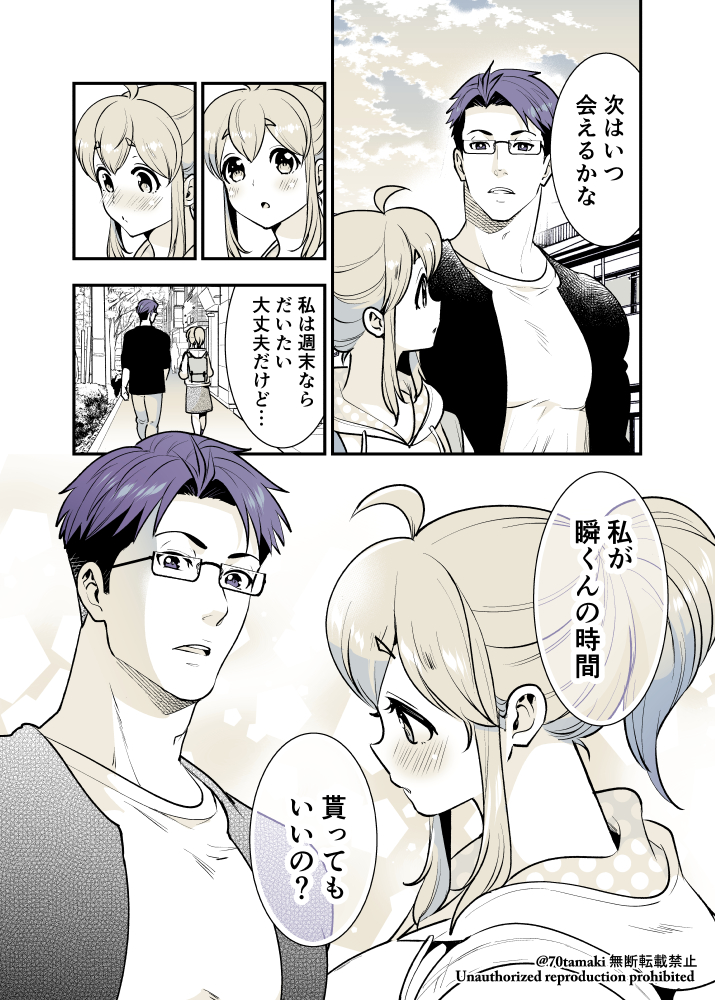 次はいつ
会えるかな
私は週末なら
だいたい
大丈夫だけど…
私が
瞬くんの時間
貰っても
いいの?
@70tamaki 無断転載禁止
Unauthorized reproduction prohibited